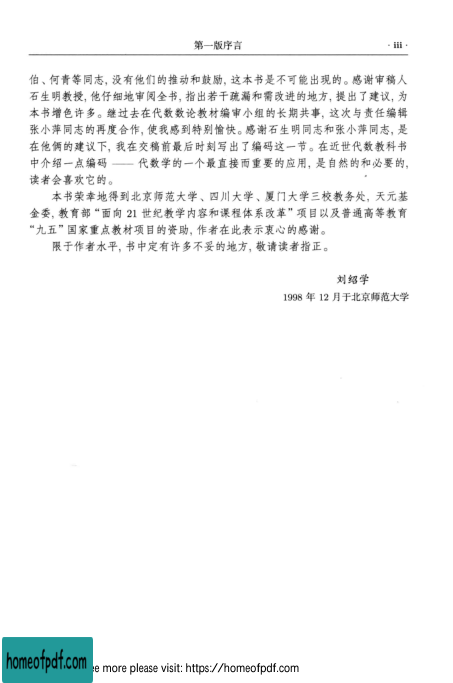 第一版序言 · iii ·
伯、何青等同志, 没有他们的推动和鼓励, 这本书是不可能出现的。感谢审稿人
石生明教授, 他仔细地审阅全书, 指出若干疏漏和需改进的地方, 提出了建议, 为
本书增色许多。继过去在代数数论教材编审小组的长期共事, 这次与责任编辑
张小萍同志的再度合作, 使我感到特别愉快。感谢石生明同志和张小萍同志, 是
在他俩的建议下, 我在交稿前最后时刻写出了编码这一节。在近世代数教科书
中介绍一点编码 —— 代数学的一个最直接而重要的应用, 是自然的和必要的,
读者会喜欢它的。
本书荣幸地得到北京师范大学、四川大学、厦门大学三校教务处, 天元基
金委, 教育部“面向 21 世纪教学内容和课程体系改革”项目以及普通高等教育
“九五”国家重点教材项目的资助, 作者在此表示衷心的感谢。
限于作者水平, 书中定有许多不妥的地方, 敬请读者指正。
刘绍学
1998 年 12 月于北京师范大学
homeofpdf.com
ee more please visit: https://homeofpdf.com